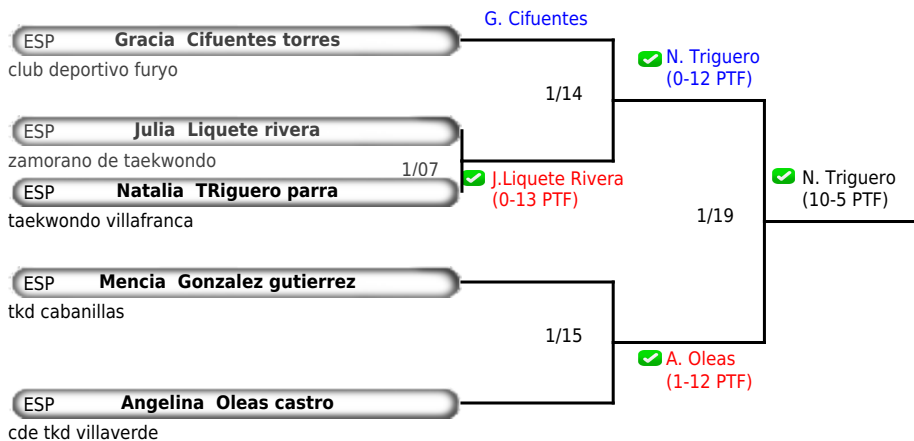 G. Cifuentes
ESP Gracia Cifuentes torres
club deportivo furyo
N. Triguero
(0-12 PTF)
1/14
ESP Julia Liquete rivera
zamorano de taekwondo
1/07
J.Liquete Rivera
(0-13 PTF)
ESP Natalia TRiguero parra
taekwondo villafranca
N. Triguero
(10-5 PTF)
1/19
ESP Mencia Gonzalez gutierrez
tkd cabanillas
1/15
A. Oleas
(1-12 PTF)
ESP Angelina Oleas castro
cde tkd villaverde